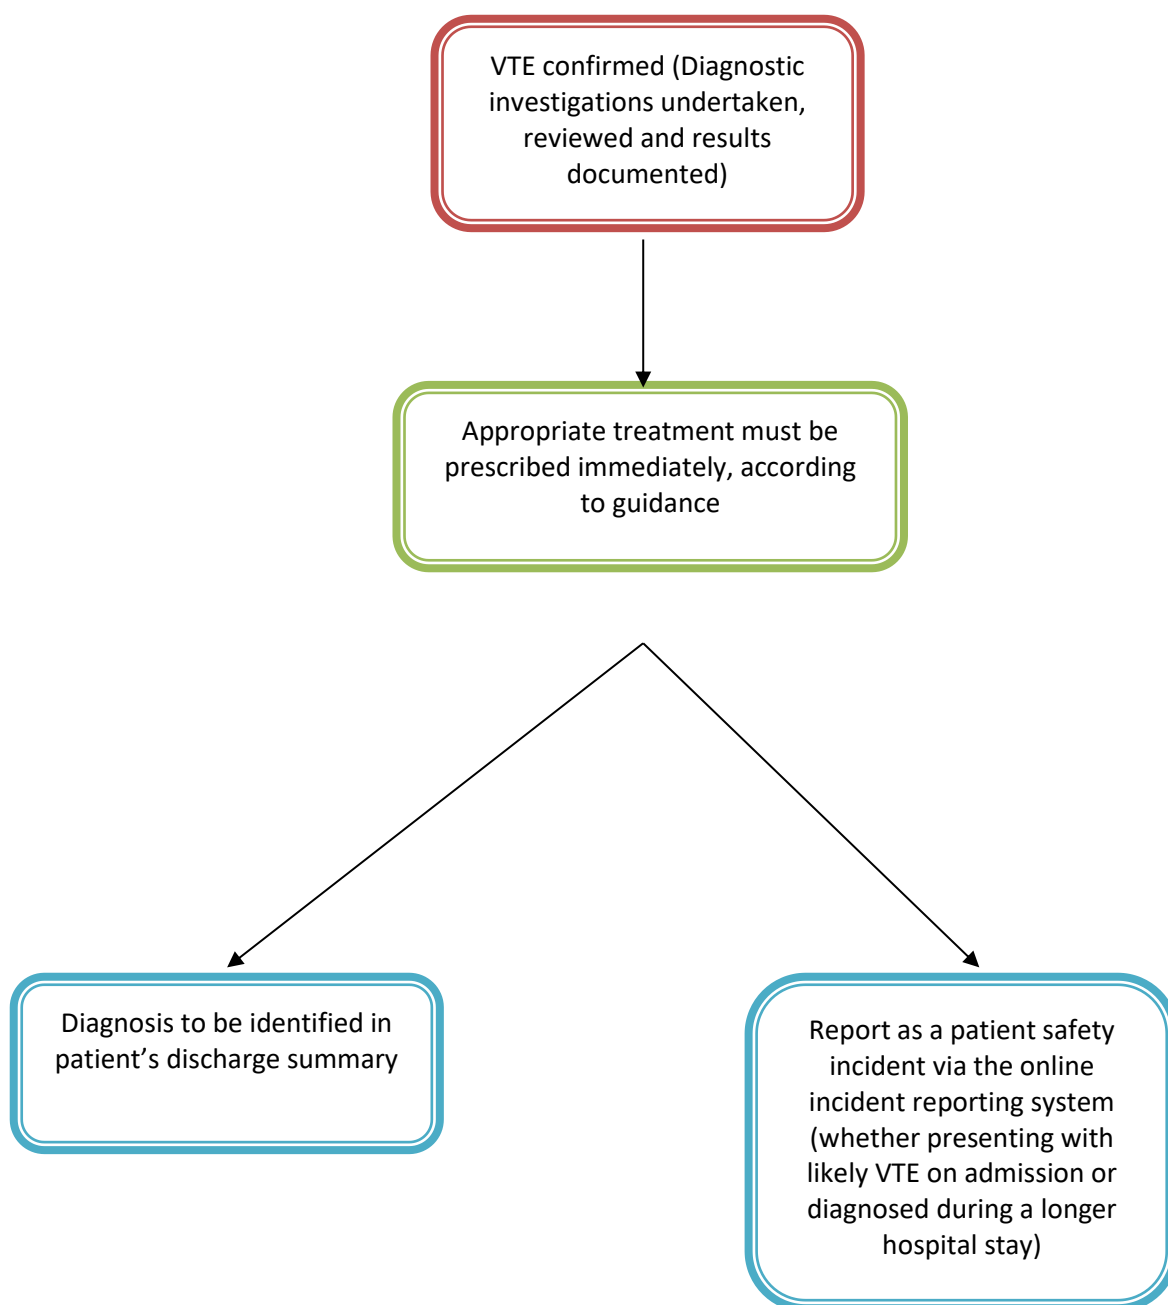 VTE confirmed (Diagnostic
investigations undertaken,
reviewed and results
documented)
Appropriate treatment must be
prescribed immediately, according
to guidance
Diagnosis to be identified in
patient’s discharge summary
Report as a patient safety
incident via the online
incident reporting system
(whether presenting with
likely VTE on admission or
diagnosed during a longer
hospital stay)